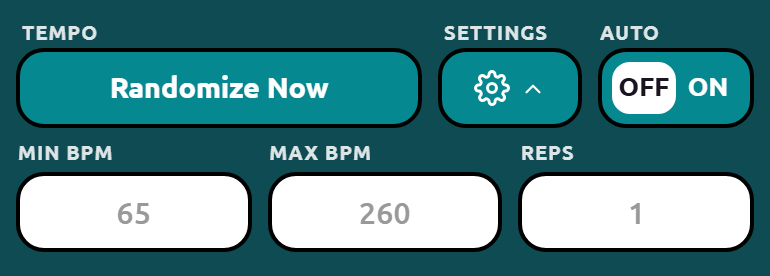 TEMPO SETTINGS AUTO
Randomize Now OFF ON
MIN BPM MAX BPM REPS
65 260 1